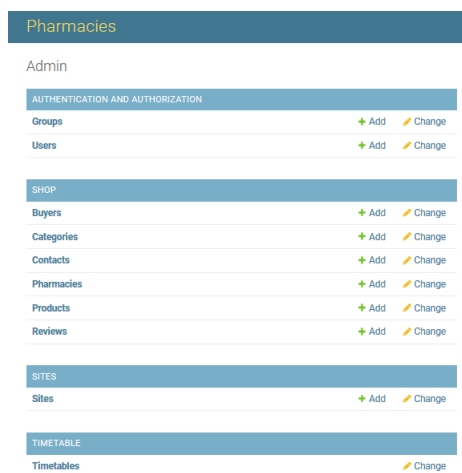 Pharmacies
Admin
AUTHENTICATION AND AUTHORIZATION
Groups + Add Change
Users + Add Change
SHOP
Buyers + Add Change
Categories + Add Change
Contacts + Add Change
Pharmacies + Add Change
Products + Add Change
Reviews + Add Change
SITES
Sites + Add Change
TIMETABLE
Timetables Change